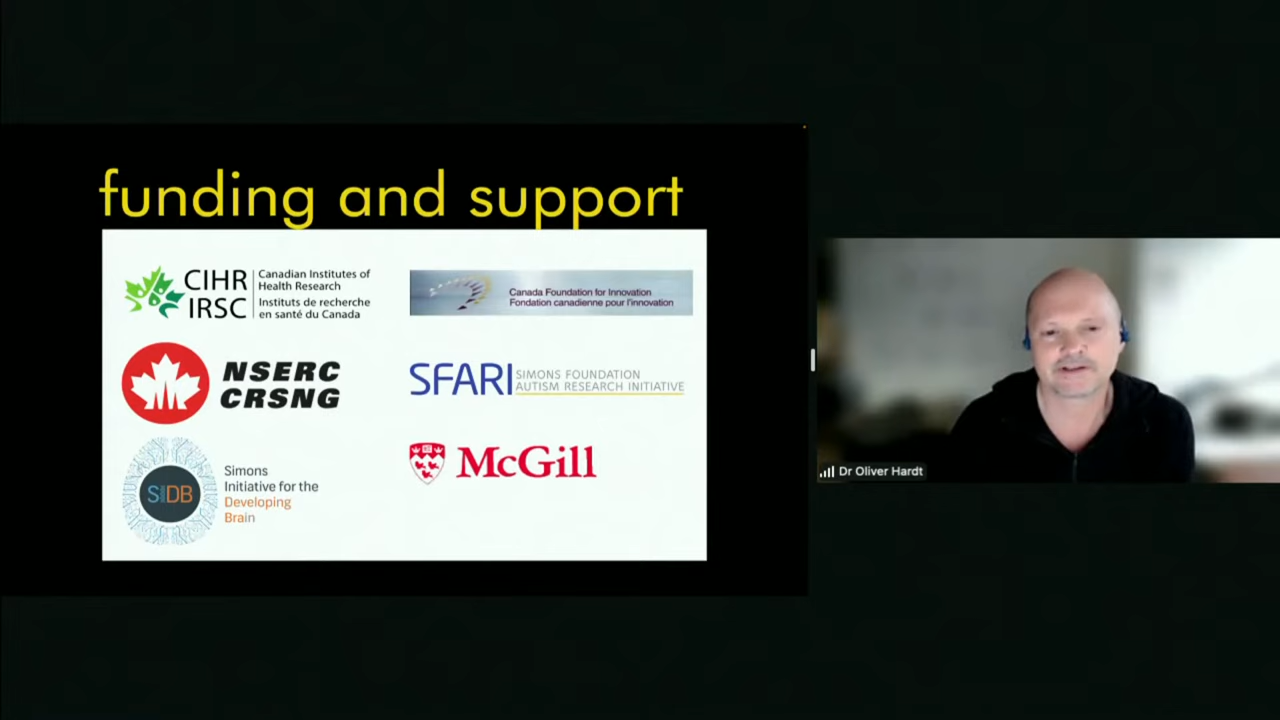 funding and support
CIHR
IRSC
Canadian Institutes of
Health Research
Instituts de recherche
en santé du Canada
Canada Foundation for Innovation
Fondation canadienne pour l'innovation
NSERC
CRSNG
SFARI
SIMONS FOUNDATION
AUTISM RESEARCH INITIATIVE
SIDB
Simons
Initiative for the
Developing
Brain
McGill
Dr Oliver Hardt